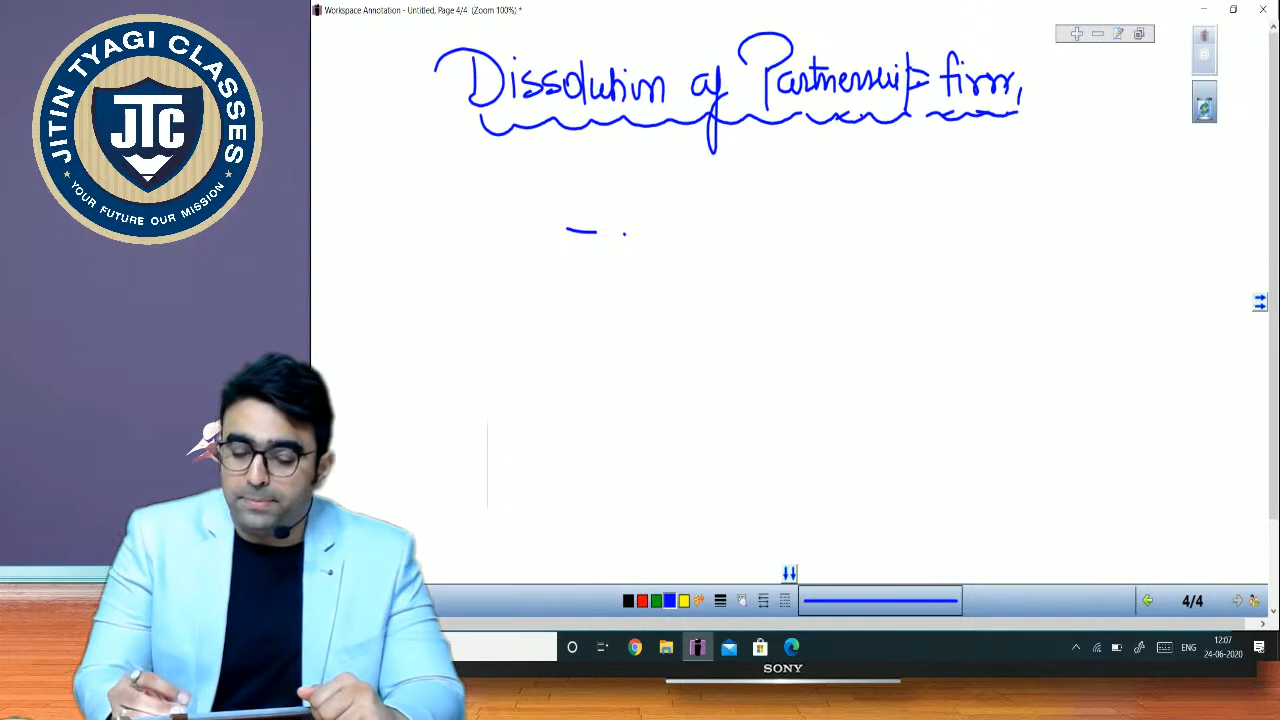 Workspace Annotation - Untitled, Page 4/4 (Zoom 100%) *
Dissolution of Partnership firm,
JITIN TYAGI CLASSES
JTC
YOUR FUTURE OUR MISSION
4/4
12:07
ENG
24-06-2020
SONY